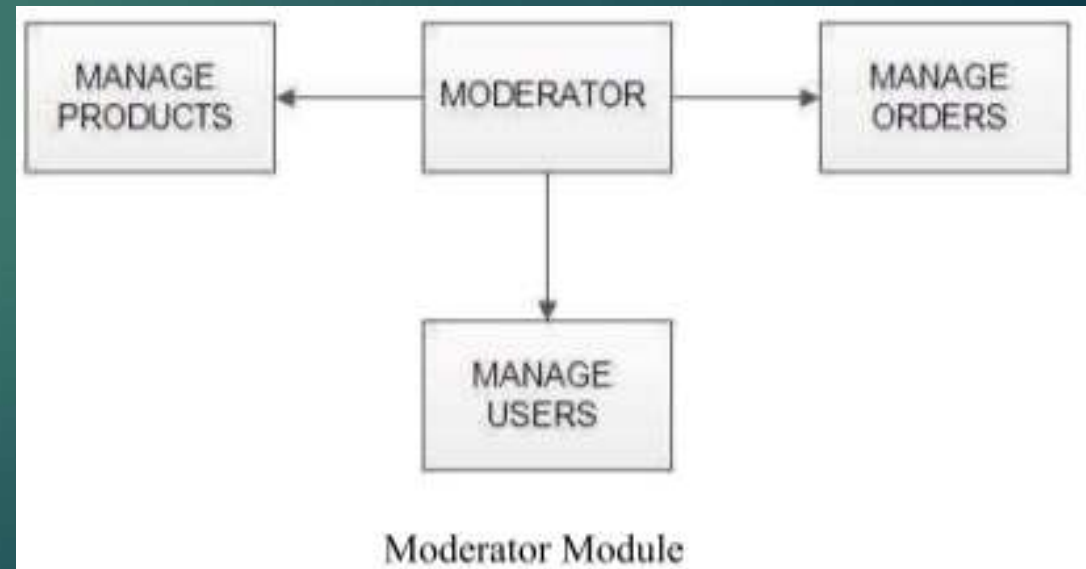 MANAGE
PRODUCTS
MODERATOR
MANAGE
ORDERS
MANAGE
USERS
Moderator Module